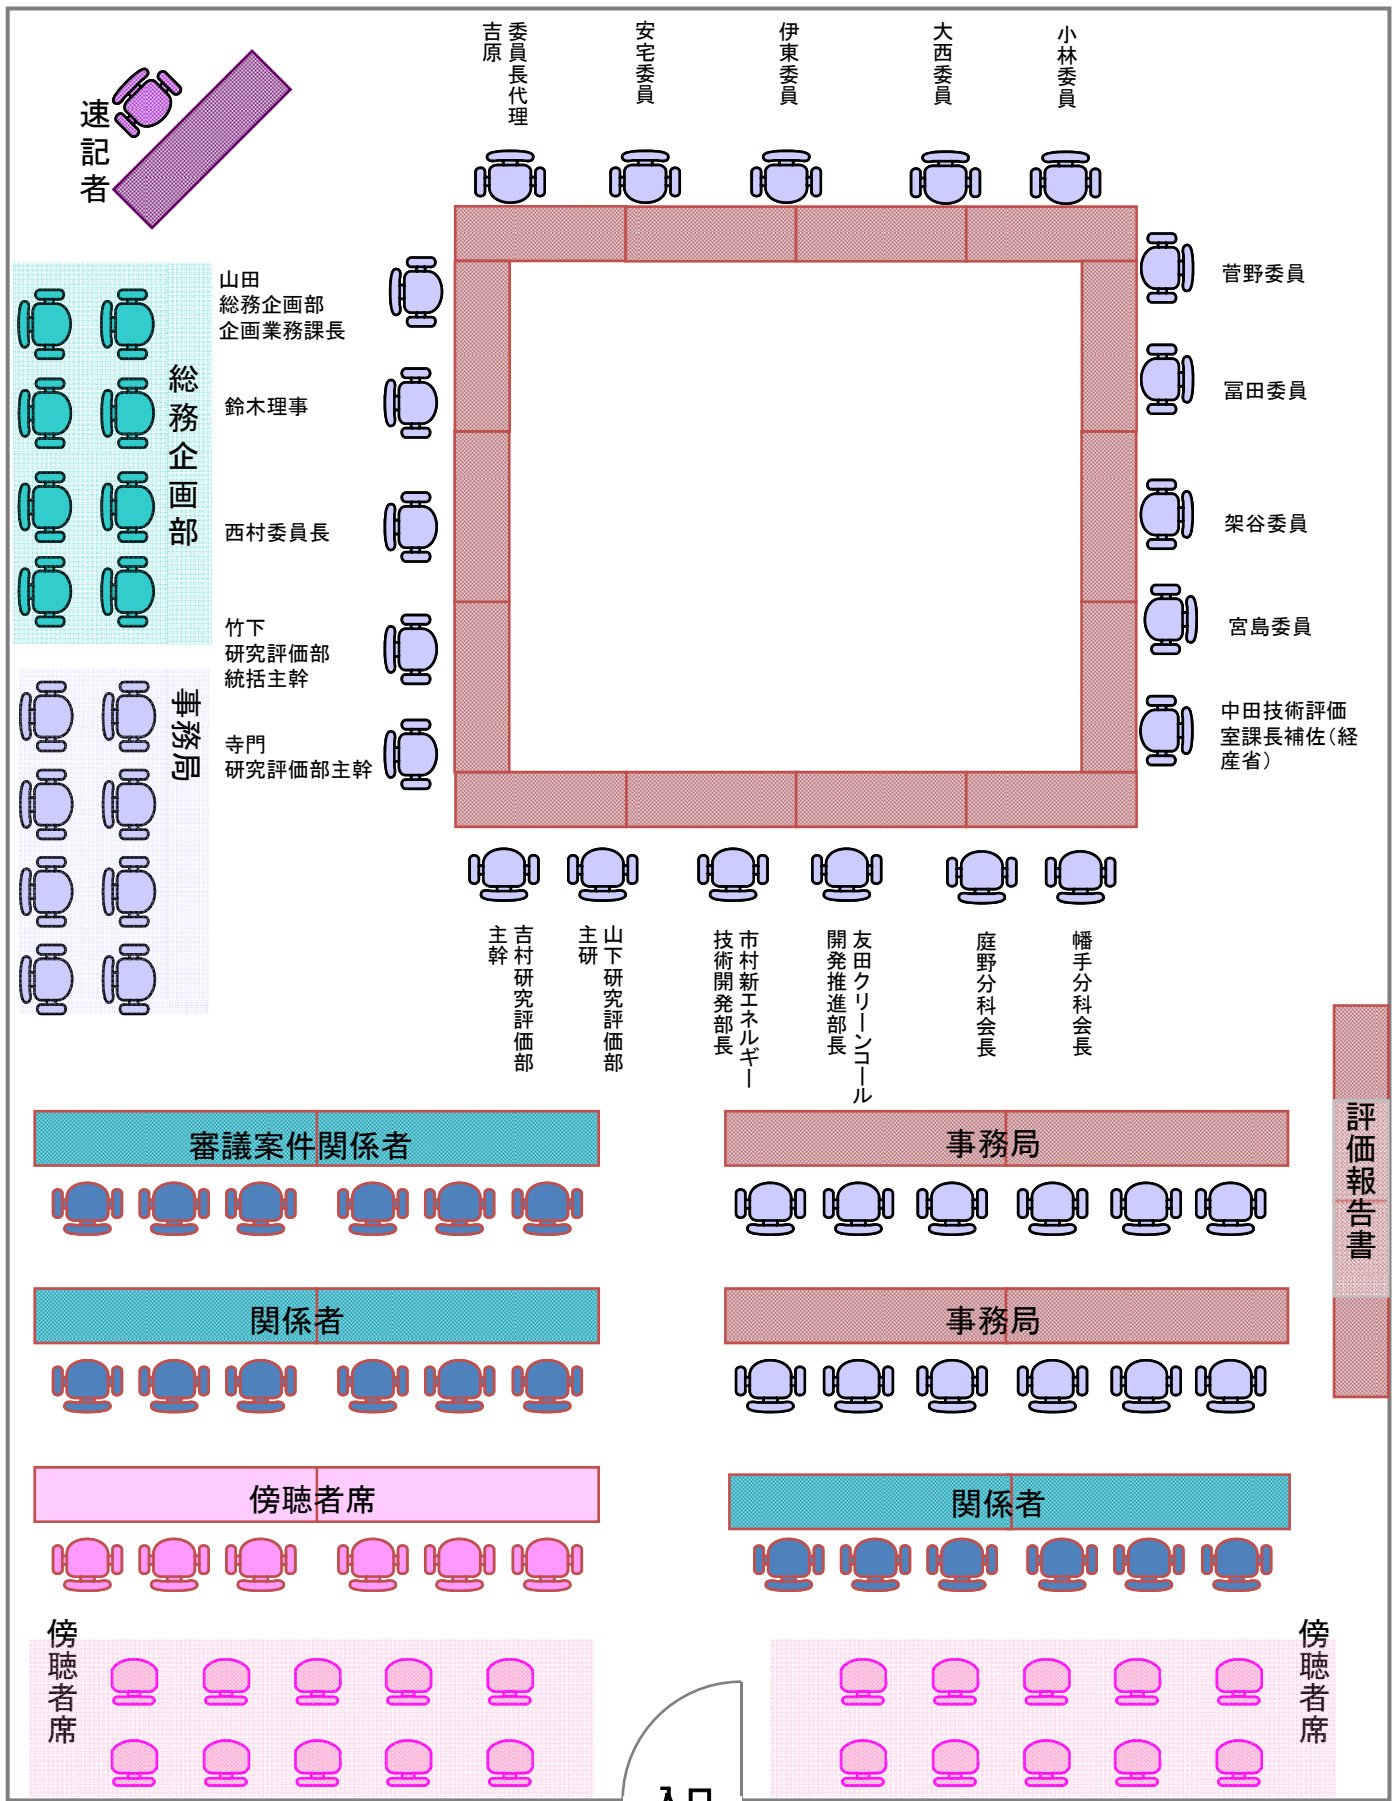 速記者
委員長代理
吉原
安宅委員
伊東委員
大西委員
小林委員
山田
総務企画部
企画業務課長
鈴木理事
西村委員長
竹下
研究評価部
統括主幹
寺門
研究評価部主幹
総務企画部
事務局
菅野委員
冨田委員
架谷委員
宮島委員
中田技術評価
室課長補佐(経
産省)
吉村研究評価部
主幹
山下研究評価部
主研
市村新エネルギー
技術開発部長
友田クリーンコール
開発推進部長
庭野分科会長
幡手分科会長
評価報告書
審議案件関係者
事務局
関係者
事務局
傍聴者席
関係者
傍聴者席
傍聴者席
入口